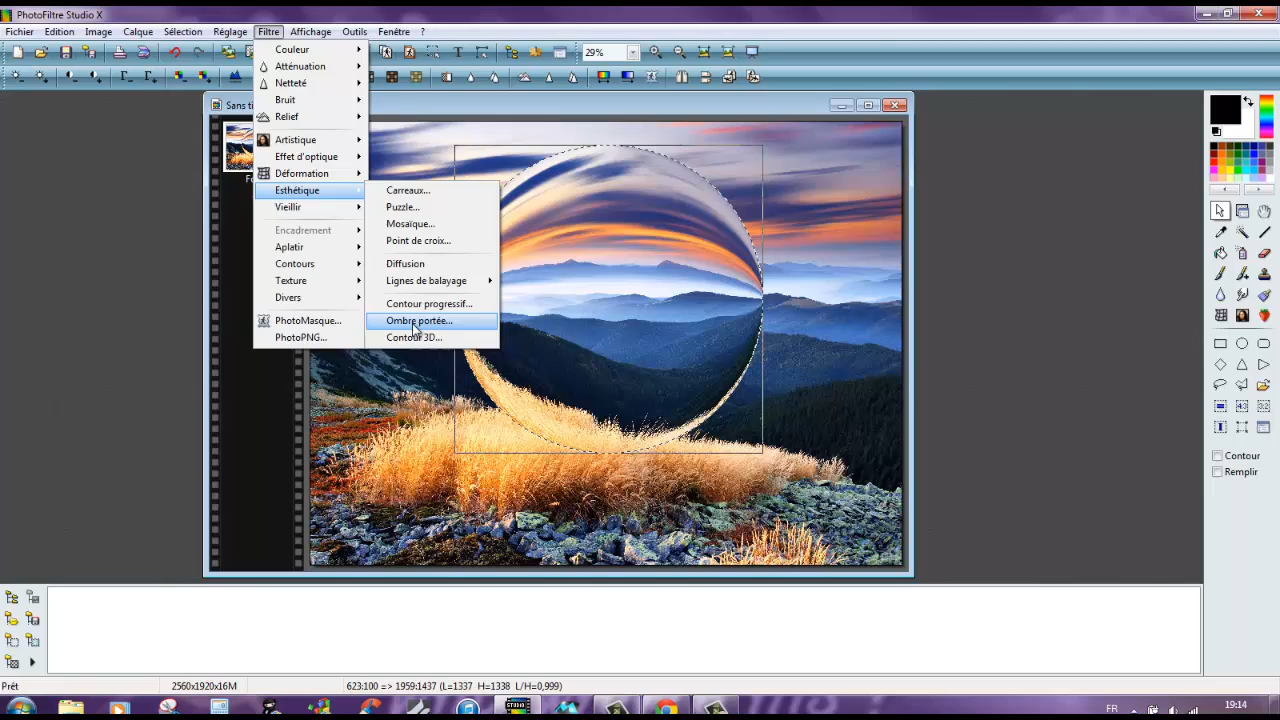 PhotoFiltre Studio X
Fichier Edition Image Calque Sélection Réglage Filtre Affichage Outils Fenêtre ?
29%
Couleur
Atténuation
Netteté
Bruit
Relief
Artistique
Effet d'optique
Déformation
Esthétique
Vieillir
Encadrement
Aplatir
Contours
Texture
Divers
PhotoMasque...
PhotoPNG...
Carreaux...
Puzzle...
Mosaïque...
Point de croix...
Diffusion
Lignes de balayage
Contour progressif...
Ombre portée...
Contour 3D...
Sans ti
Contour
Remplir
Prêt 2560x1920x16M 623:100 => 1959:1437 (L=1337 H=1338 L/H=0,999)
STUDIO
FR 19:14